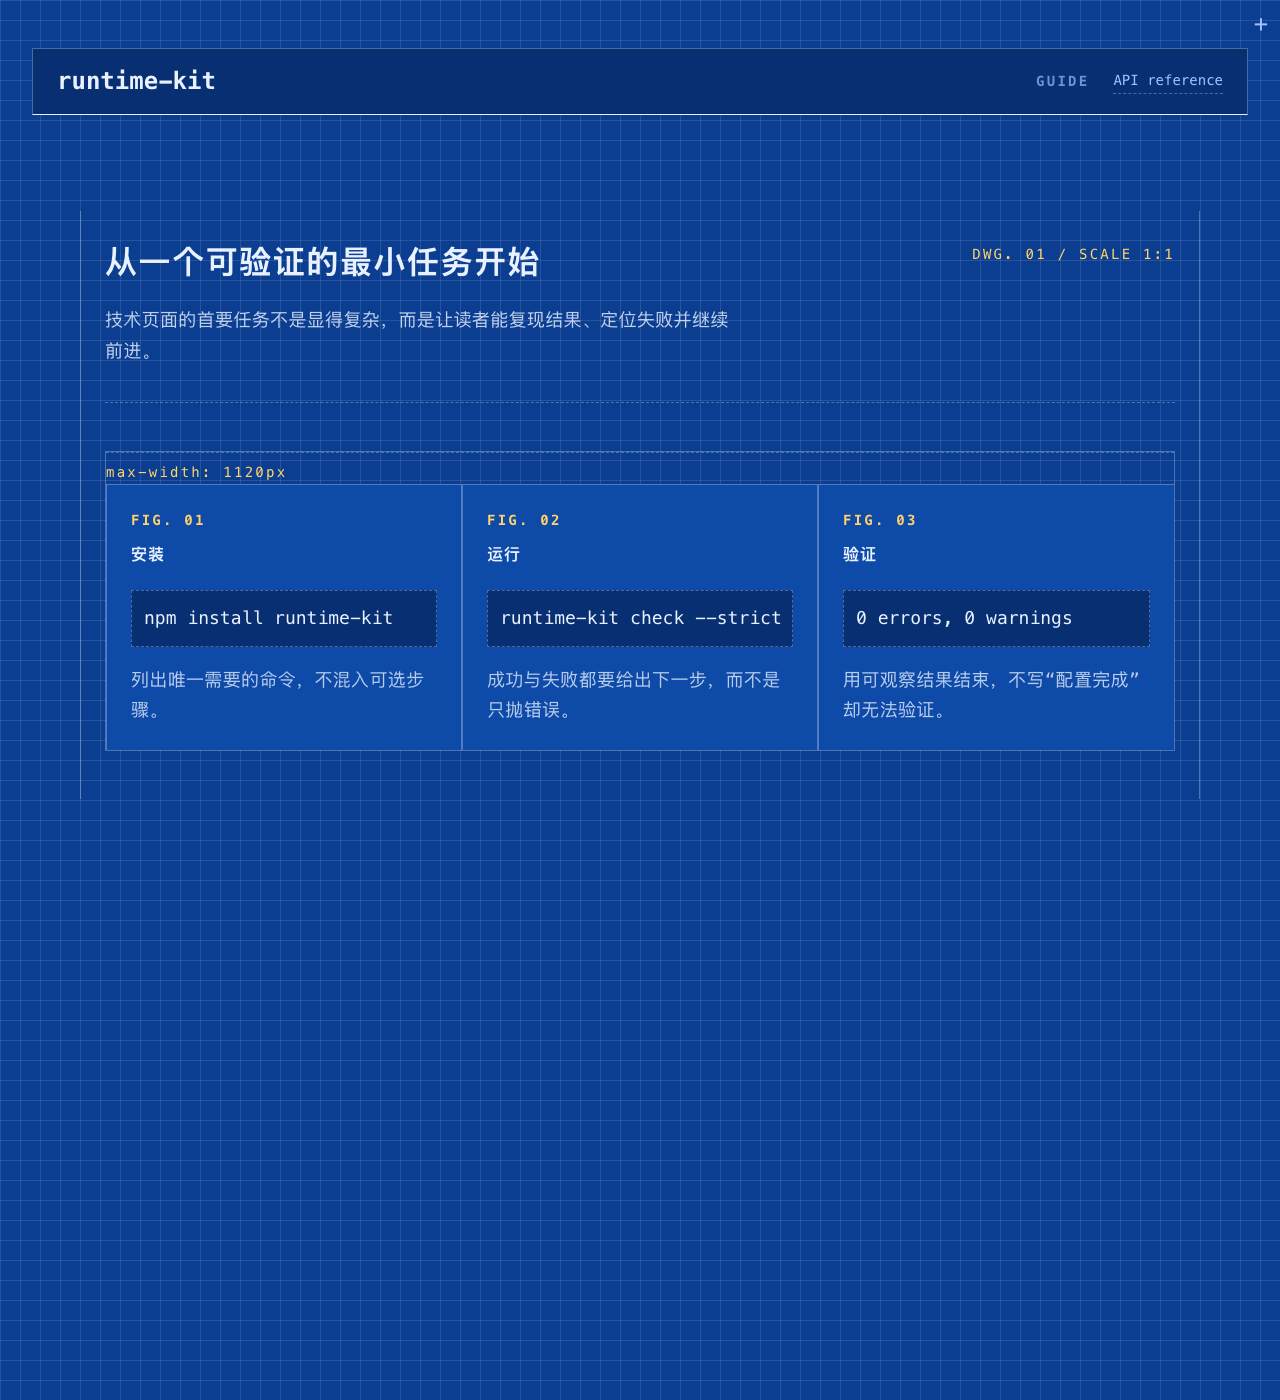 +
runtime-kit
GUIDE
API reference
从一个可验证的最小任务开始
DWG. 01 / SCALE 1:1
技术页面的首要任务不是显得复杂，而是让读者能复现结果、定位失败并继续
前进。
max-width: 1120px
FIG. 01
安装
npm install runtime-kit
列出唯一需要的命令，不混入可选步
骤。
FIG. 02
运行
runtime-kit check --strict
成功与失败都要给出下一步，而不是
只抛错误。
FIG. 03
验证
0 errors, 0 warnings
用可观察结果结束，不写“配置完成”
却无法验证。